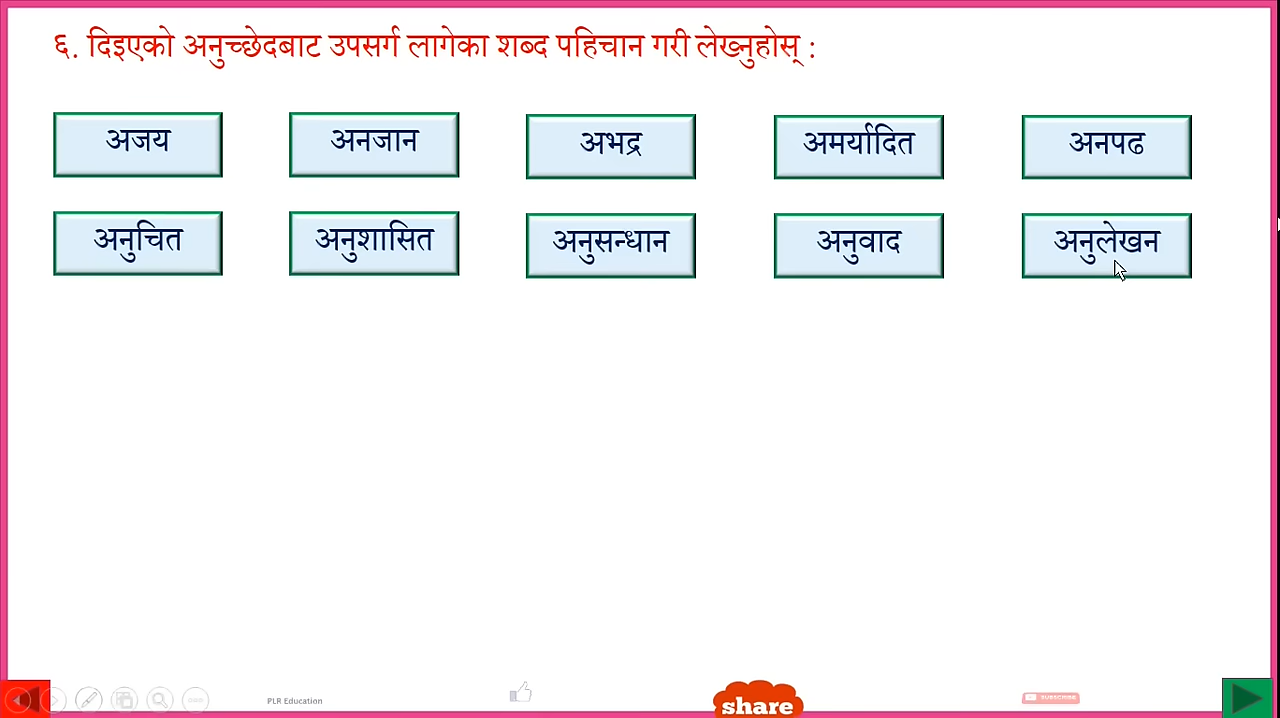 ६. दिइएको अनुच्छेदबाट उपसर्ग लागेका शब्द पहिचान गरी लेख्नुहोस् :
अजय अनजान अभद्र अमर्यादित अनपढ
अनुचित अनुशासित अनुसन्धान अनुवाद अनुलेखन
PLR Education share SUBSCRIBE